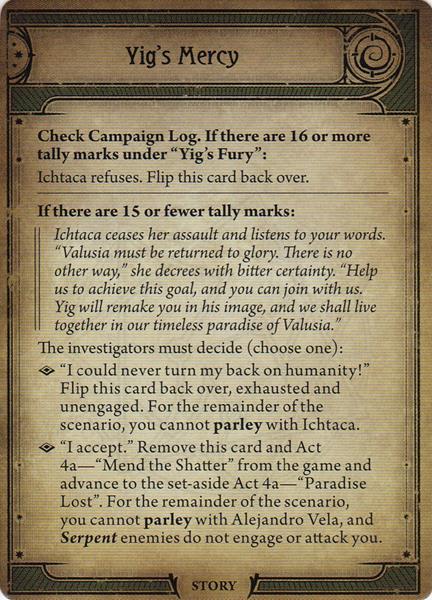 Yig's Mercy
Check Campaign Log. If there are 16 or more
tally marks under “Yig's Fury”:
Ichtaca refuses. Flip this card back over.
If there are 15 or fewer tally marks:
Ichtaca ceases her assault and listens to your words.
“Valusia must be returned to glory. There is no
other way,” she decrees with bitter certainty. “Help
us to achieve this goal, and you can join with us.
Yig will remake you in his image, and we shall live
together in our timeless paradise of Valusia.”
The investigators must decide (choose one):
“I could never turn my back on humanity!”
Flip this card back over, exhausted and
unengaged. For the remainder of the
scenario, you cannot parley with Ichtaca.
“I accept.” Remove this card and Act
4a—“Mend the Shatter” from the game and
advance to the set-aside Act 4a—“Paradise
Lost”. For the remainder of the scenario,
you cannot parley with Alejandro Vela, and
Serpent enemies do not engage or attack you.
STORY